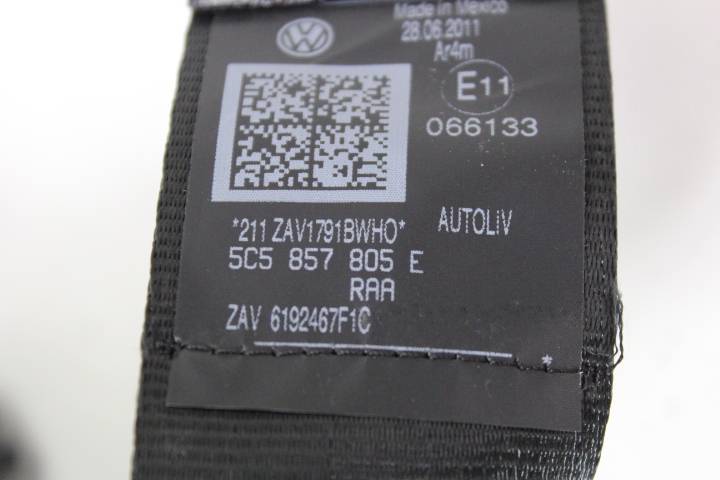 Made in Mexico
28.06.2011
Ar4m
E11
066133
*211 ZAV1791BWHO*
AUTOLIV
5C5 857 805 E
RAA
ZAV 6192467F1C
*